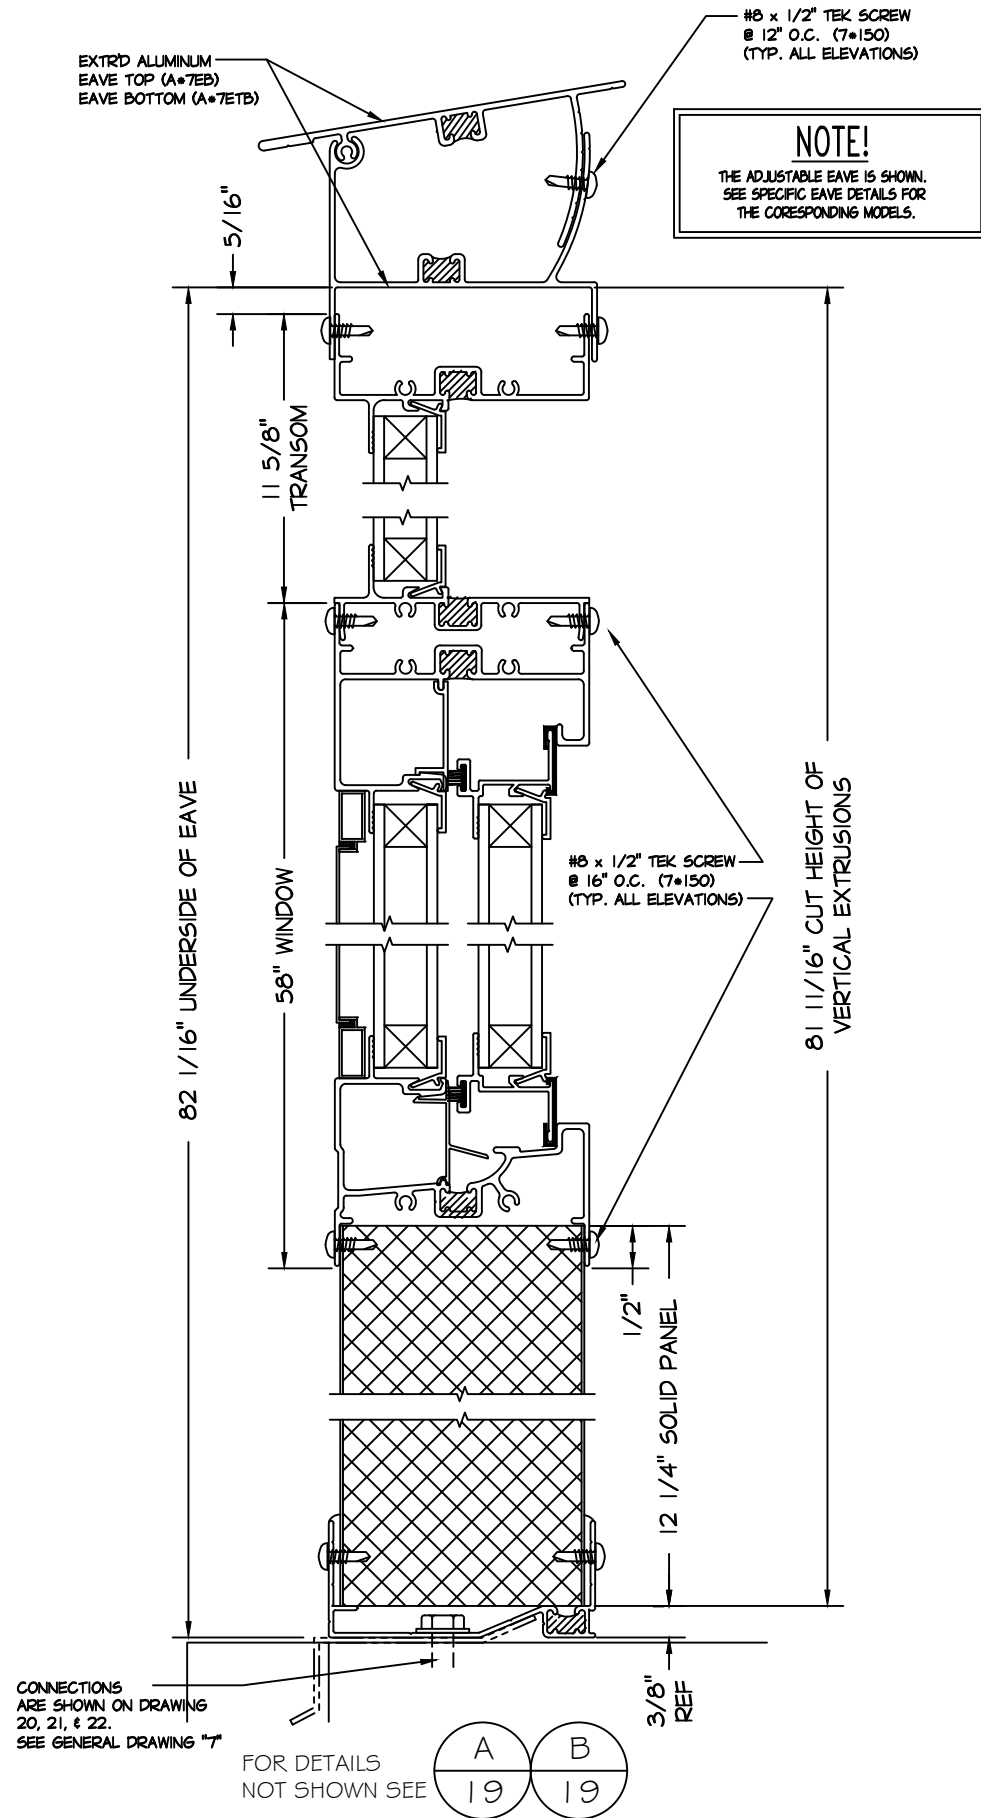 #8 x 1/2" TEK SCREW
@ 12" O.C. (7*150)
(TYP. ALL ELEVATIONS)
EXTR'D ALUMINUM
EAVE TOP (A*7EB)
EAVE BOTTOM (A*7ETB)
NOTE!
THE ADJUSTABLE EAVE IS SHOWN.
SEE SPECIFIC EAVE DETAILS FOR
THE CORESPONDING MODELS.
5/16"
11 5/8"
TRANSOM
82 1/16" UNDERSIDE OF EAVE
58" WINDOW
#8 x 1/2" TEK SCREW
@ 16" O.C. (7*150)
(TYP. ALL ELEVATIONS)
81 11/16" CUT HEIGHT OF
VERTICAL EXTRUSIONS
1/2"
12 1/4" SOLID PANEL
3/8"
REF
CONNECTIONS
ARE SHOWN ON DRAWING
20, 21, & 22.
SEE GENERAL DRAWING "7"
FOR DETAILS
NOT SHOWN SEE
A
19
B
19